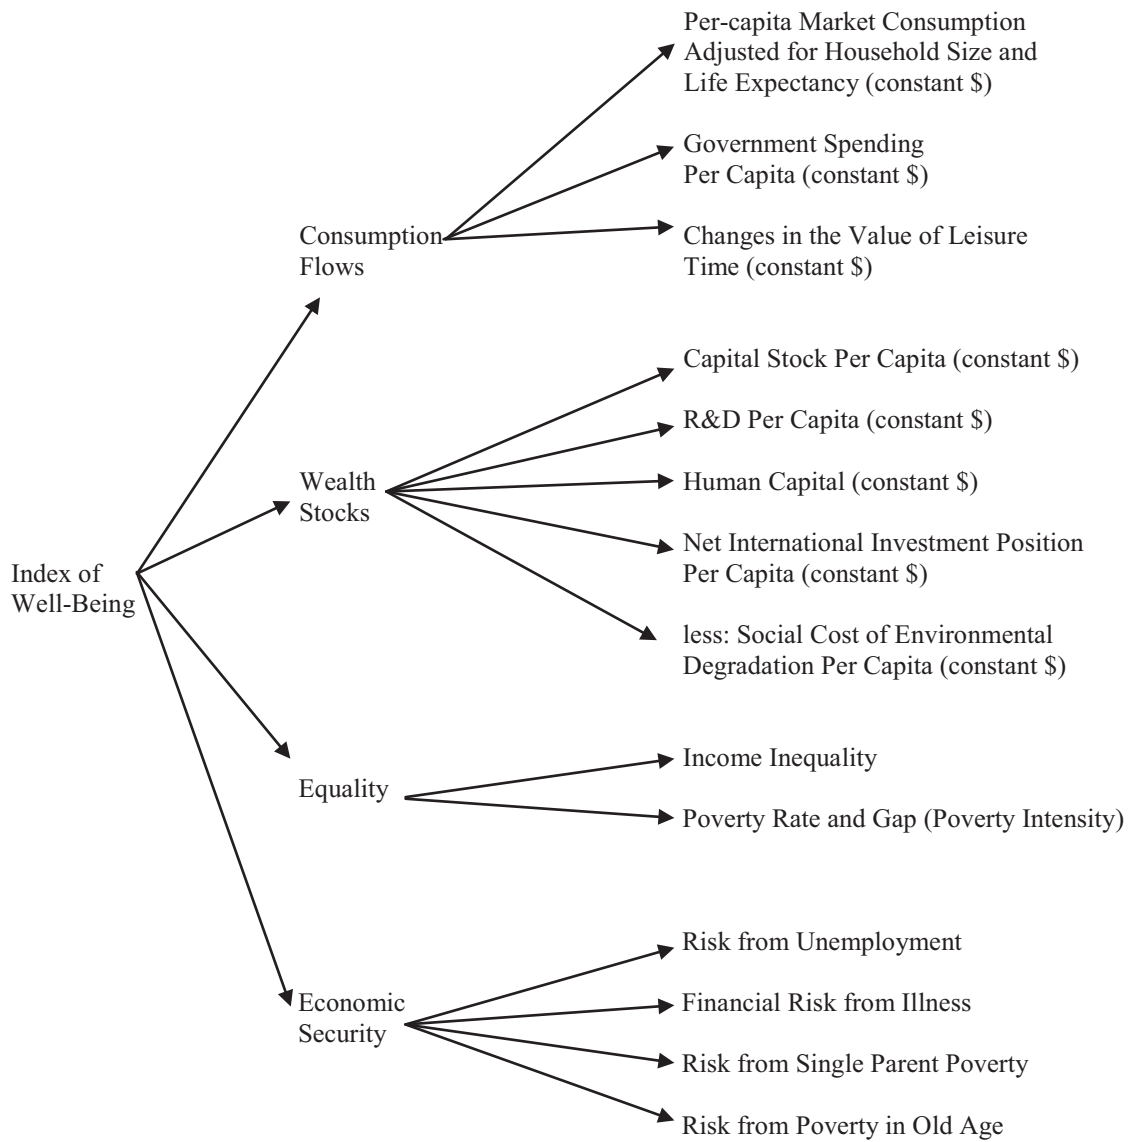 Per-capita Market Consumption
Adjusted for Household Size and
Life Expectancy (constant $)
Government Spending
Per Capita (constant $)
Consumption
Flows
Changes in the Value of Leisure
Time (constant $)
Capital Stock Per Capita (constant $)
R&D Per Capita (constant $)
Wealth
Stocks
Human Capital (constant $)
Net International Investment Position
Per Capita (constant $)
Index of
Well-Being
less: Social Cost of Environmental
Degradation Per Capita (constant $)
Income Inequality
Equality
Poverty Rate and Gap (Poverty Intensity)
Risk from Unemployment
Economic
Security
Financial Risk from Illness
Risk from Single Parent Poverty
Risk from Poverty in Old Age